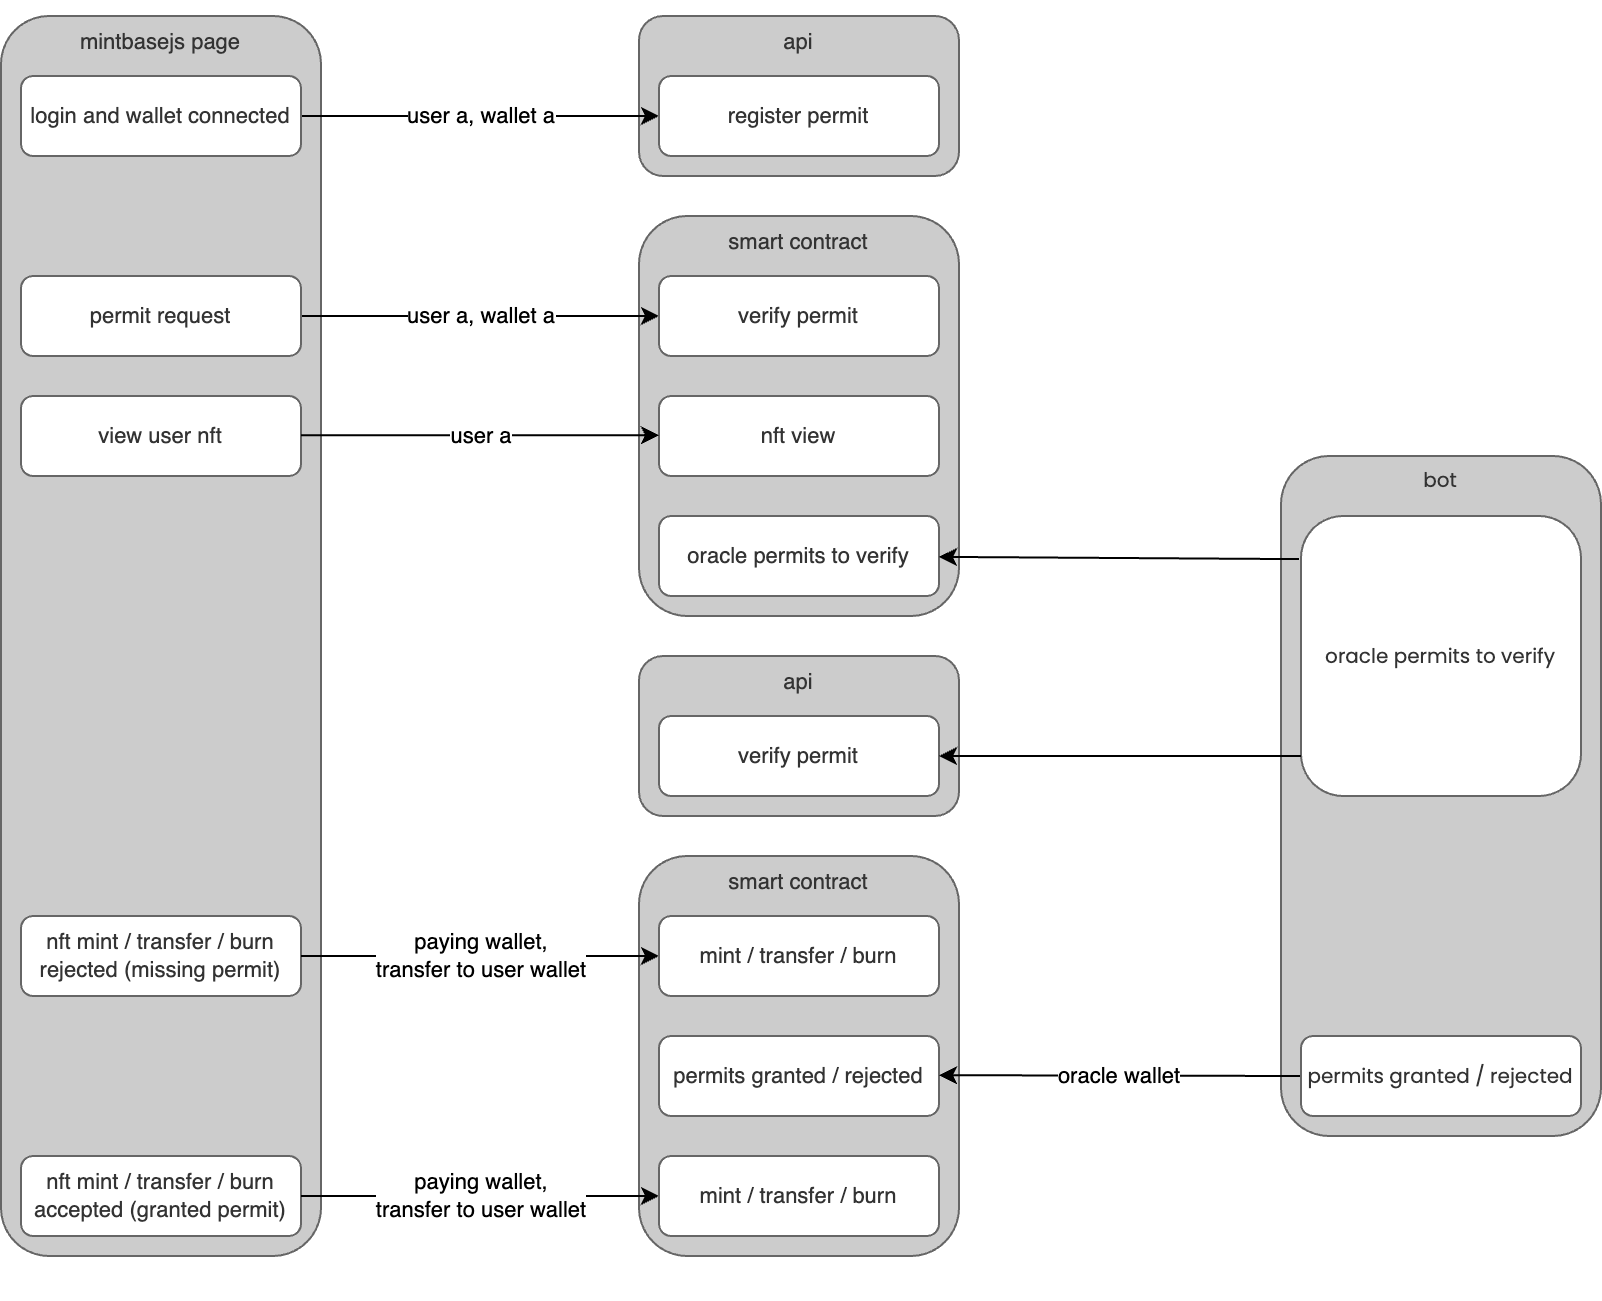 mintbasejs page
api
login and wallet connected
user a, wallet a
register permit
smart contract
permit request
user a, wallet a
verify permit
view user nft
user a
nft view
bot
oracle permits to verify
oracle permits to verify
api
verify permit
smart contract
nft mint / transfer / burn
rejected (missing permit)
paying wallet,
transfer to user wallet
mint / transfer / burn
permits granted / rejected
oracle wallet
permits granted / rejected
nft mint / transfer / burn
accepted (granted permit)
paying wallet,
transfer to user wallet
mint / transfer / burn